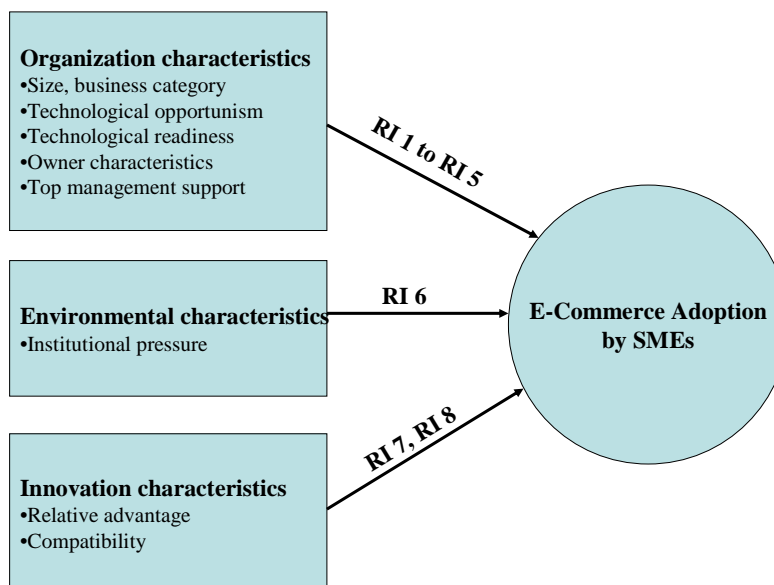 Organization characteristics
•Size, business category
•Technological opportunism
•Technological readiness
•Owner characteristics
•Top management support
RI 1 to RI 5
Environmental characteristics
•Institutional pressure
RI 6
E-Commerce Adoption
by SMEs
Innovation characteristics
•Relative advantage
•Compatibility
RI 7, RI 8